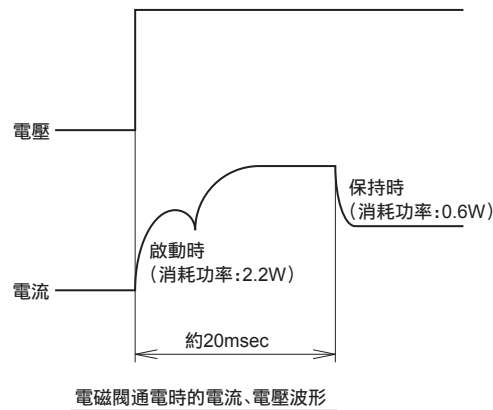 電壓
保持時
（消耗功率：0.6W）
啟動時
（消耗功率：2.2W）
電流
約20msec
電磁閥通電時的電流、電壓波形